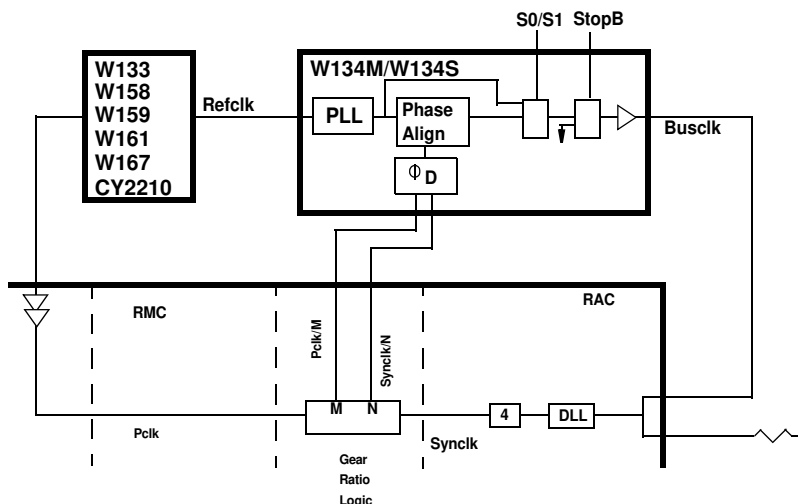 S0/S1 StopB
W133
W158
W159
W161
W167
CY2210
Refclk
W134M/W134S
PLL
Phase
Align
Φ D
Busclk
RMC
RAC
Pclk/M
Synclk/N
M N
4
DLL
Pclk
Synclk
Gear
Ratio
Logic